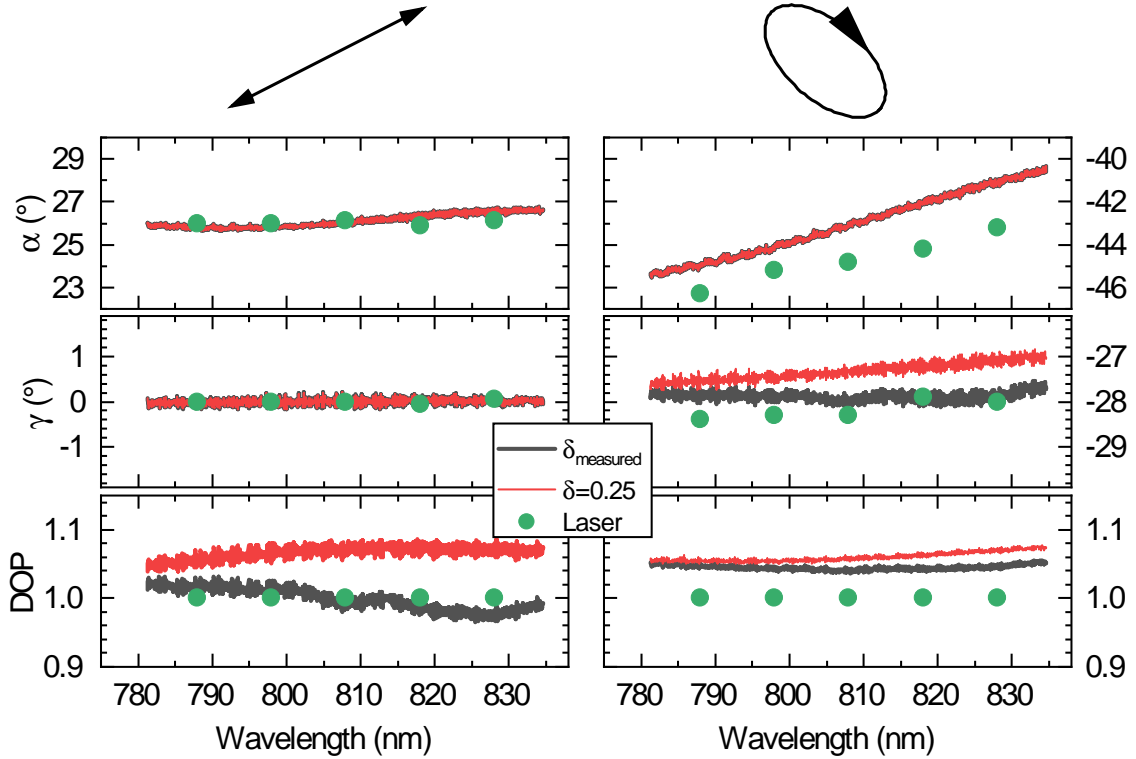 29
27
25
23
α (°)
-40
-42
-44
-46
1
0
-1
γ (°)
-27
-28
-29
δmeasured
δ=0.25
Laser
1.1
1.0
0.9
DOP
1.1
1.0
0.9
780 790 800 810 820 830
780 790 800 810 820 830
Wavelength (nm)
Wavelength (nm)